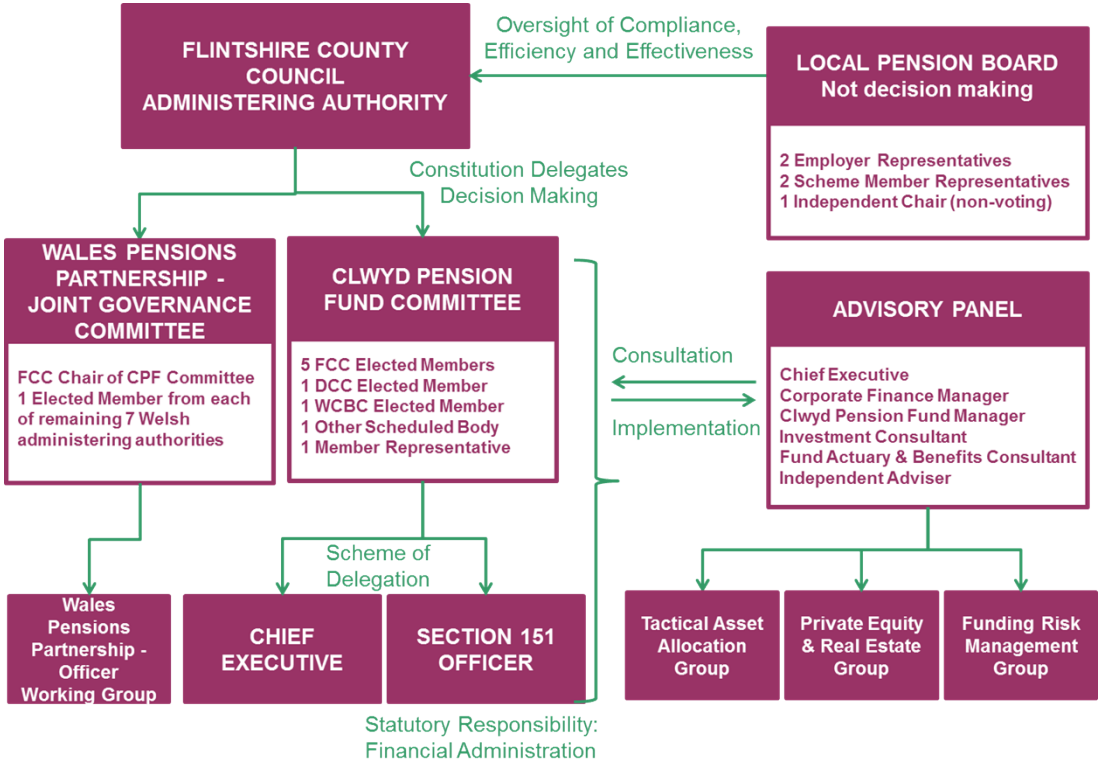 FLINTSHIRE COUNTY
COUNCIL
ADMINISTERING AUTHORITY
Oversight of Compliance,
Efficiency and Effectiveness
LOCAL PENSION BOARD
Not decision making
2 Employer Representatives
2 Scheme Member Representatives
1 Independent Chair (non-voting)
Constitution Delegates
Decision Making
WALES PENSIONS
PARTNERSHIP -
JOINT GOVERNANCE
COMMITTEE
FCC Chair of CPF Committee
1 Elected Member from each
of remaining 7 Welsh
administering authorities
CLWYD PENSION
FUND COMMITTEE
5 FCC Elected Members
1 DCC Elected Member
1 WCBC Elected Member
1 Other Scheduled Body
1 Member Representative
Consultation
Implementation
ADVISORY PANEL
Chief Executive
Corporate Finance Manager
Clwyd Pension Fund Manager
Investment Consultant
Fund Actuary & Benefits Consultant
Independent Adviser
Scheme of
Delegation
Wales
Pensions
Partnership -
Officer
Working Group
CHIEF
EXECUTIVE
SECTION 151
OFFICER
Tactical Asset
Allocation
Group
Private Equity
& Real Estate
Group
Funding Risk
Management
Group
Statutory Responsibility:
Financial Administration